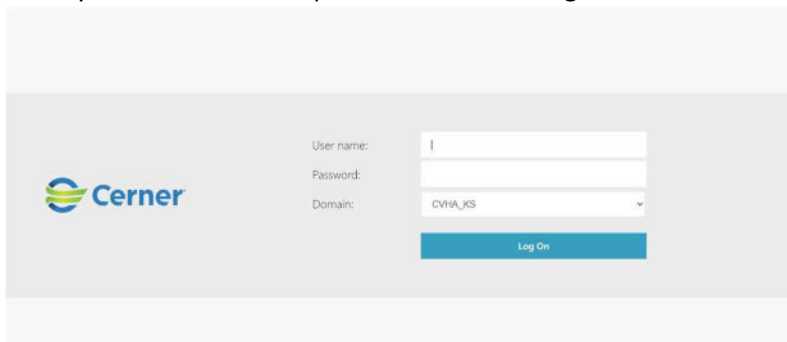 User name:
Password:
Cerner
Domain:
CVHA_KS
Log On